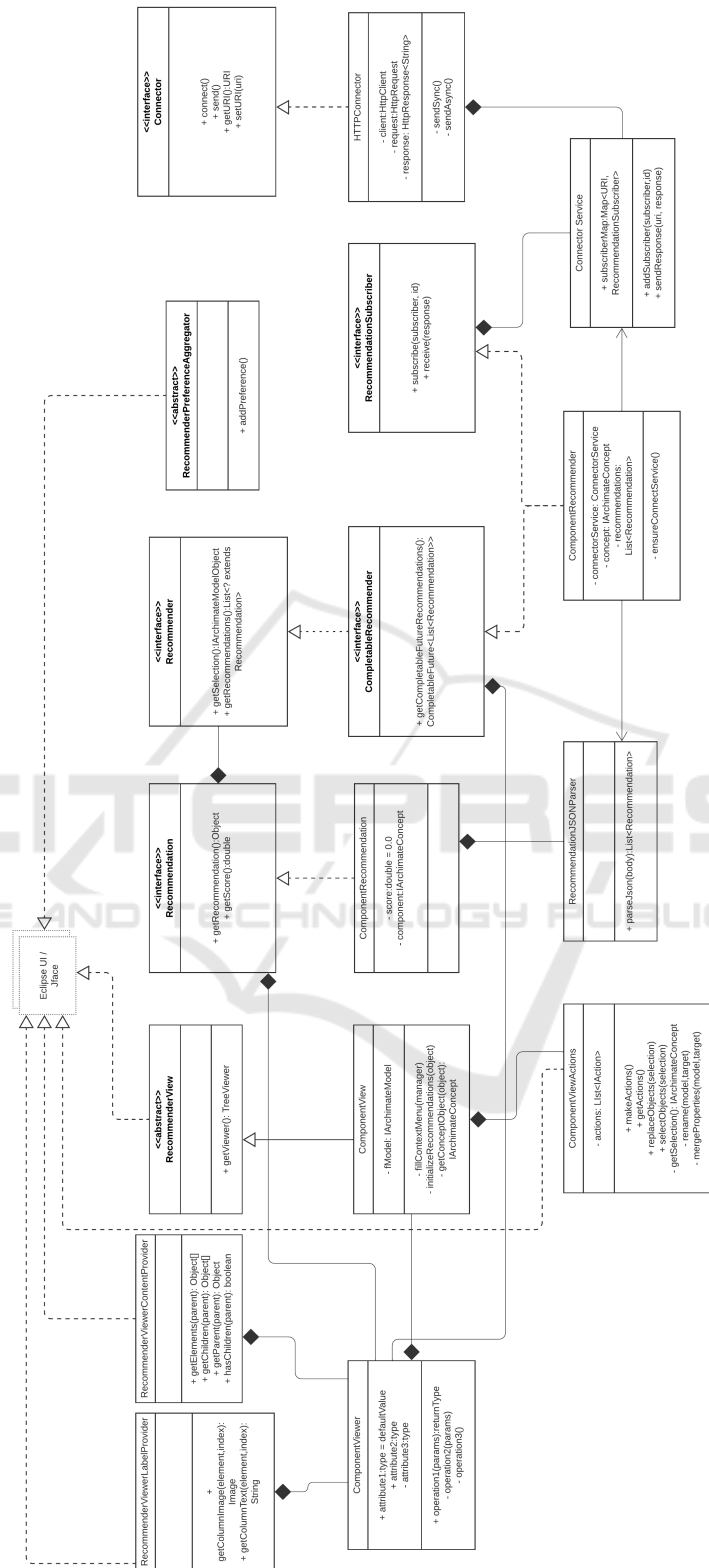 Eclipse UI /
Jface
RecommenderViewerLabelProvider
+
getColumnImage(element,index):
Image
+ getColumnText(element,index):
String
RecommenderViewerContentProvider
+ getElements(parent): Object[]
+ getChildren(parent): Object[]
+ getParent(parent): Object
+ hasChildren(parent): boolean
<<abstract>>
RecommenderView
+ getViewer(): TreeViewer
<<interface>>
Recommendation
+ getRecommendation():Object
+ getScore():double
<<interface>>
Recommender
+ getSelection():IArchimateModelObject
+ getRecommendations():List<? extends
Recommendation>
<<abstract>>
RecommenderPreferenceAggregator
+ addPreference()
<<interface>>
Connector
+ connect()
+ send()
+ getURI():URI
+ setURI(uri)
ComponentViewer
+ attribute1:type = defaultValue
+ attribute2:type
- attribute3:type
+ operation1(params):returnType
- operation2(params)
- operation3()
ComponentView
- fModel: IArchimateModel
- fillContextMenu(manager)
- initializeRecommendations(object)
- getConceptObject(object):
IArchimateConcept
ComponentRecommendation
- score:double = 0.0
- component:IArchimateConcept
<<interface>>
CompletableRecommender
+ getCompletableFutureRecommendations():
CompletableFuture<List<Recommendation>>
<<interface>>
RecommendationSubscriber
+ subscribe(subscriber, id)
+ receive(response)
HTTPConnector
- client:HttpClient
- request:HttpRequest
- response: HttpResponse<String>
- sendSync()
- sendAsync()
ComponentViewActions
- actions: LIst<IAction>
+ makeActions()
+ getActions()
+ replaceObjects(selection)
+ selectObjects(selection)
- getSelection(): IArchimateConcept
- rename(model,target)
- mergeProperties(model,target)
RecommendationJSONParser
+ parseJson(body):List<Recommendation>
ComponentRecommender
- connectorService: ConnectorService
- concept: IArchimateConcept
- recommendations:
List<Recommendation>
- ensureConnectService()
Connector Service
+ subscriberMap:Map<URI,
RecommendationSubscriber>
+ addSubscriber(subscriber,id)
+ sendResponse(uri, response)